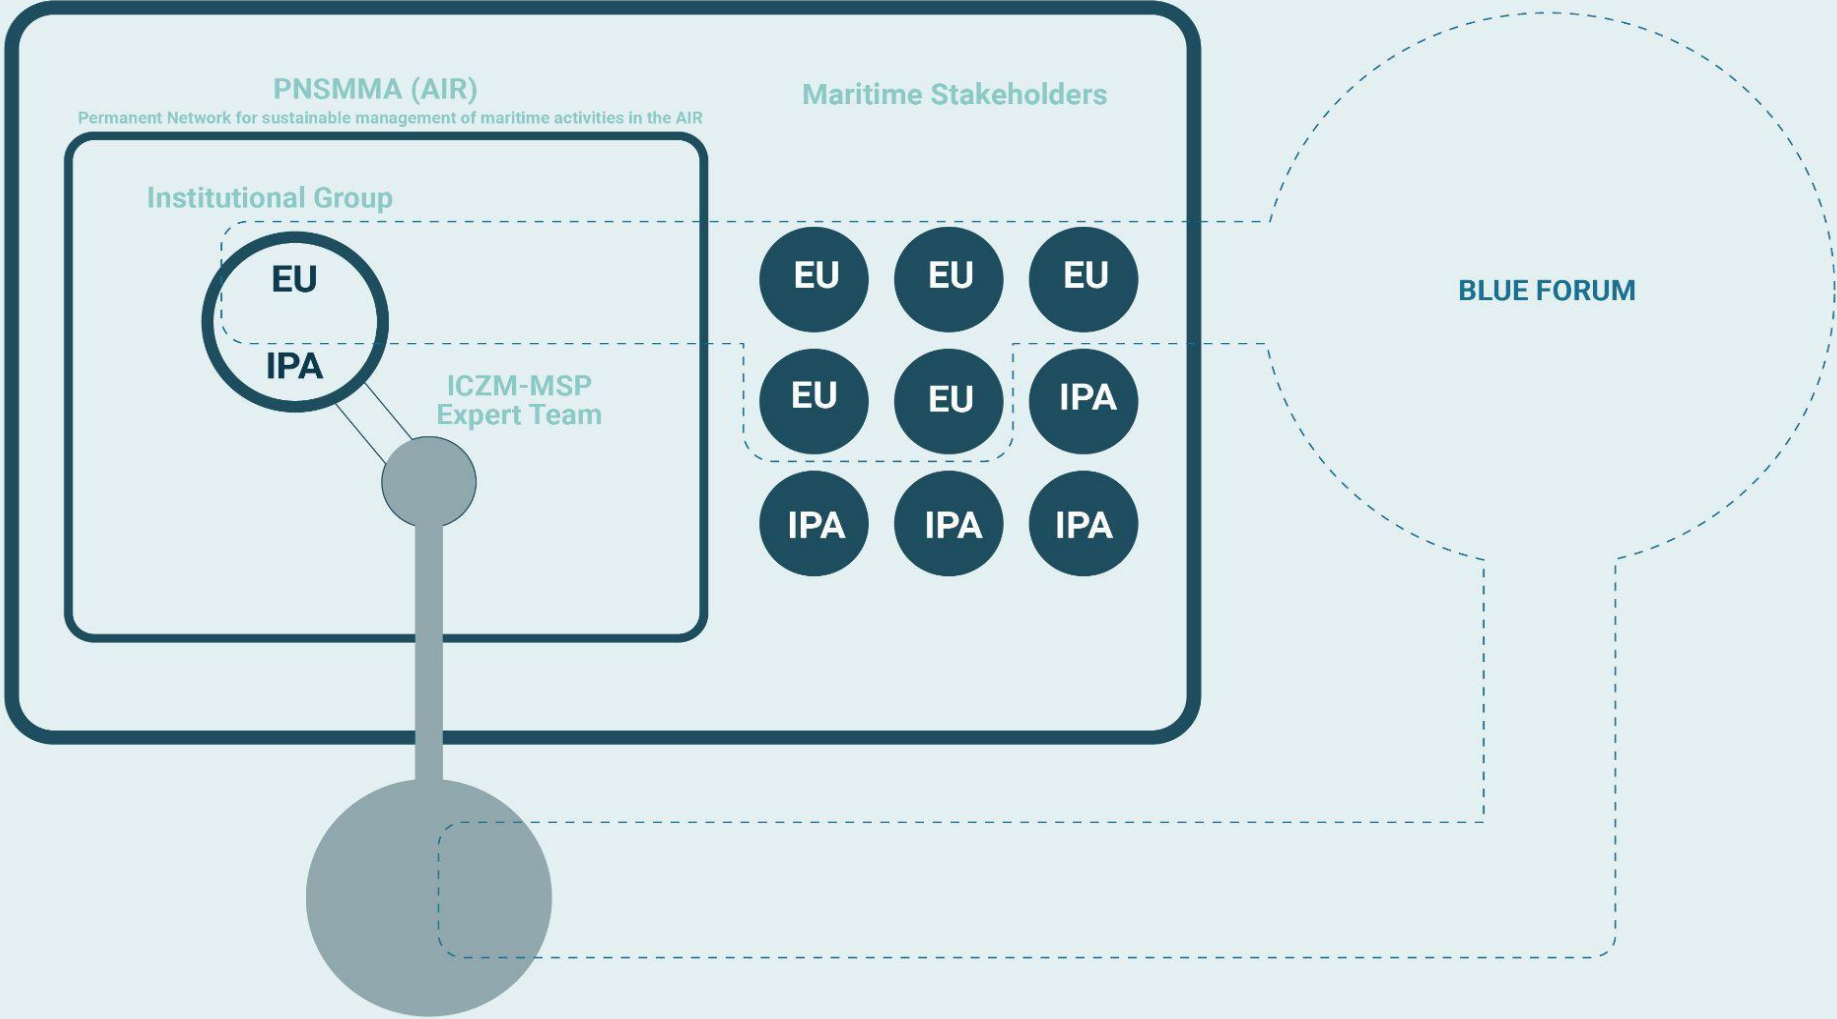 PNSMMA (AIR)
Permanent Network for sustainable management of maritime activities in the AIR
Maritime Stakeholders
Institutional Group
EU
IPA
ICZM-MSP
Expert Team
EU EU EU
EU EU IPA
IPA IPA IPA
BLUE FORUM